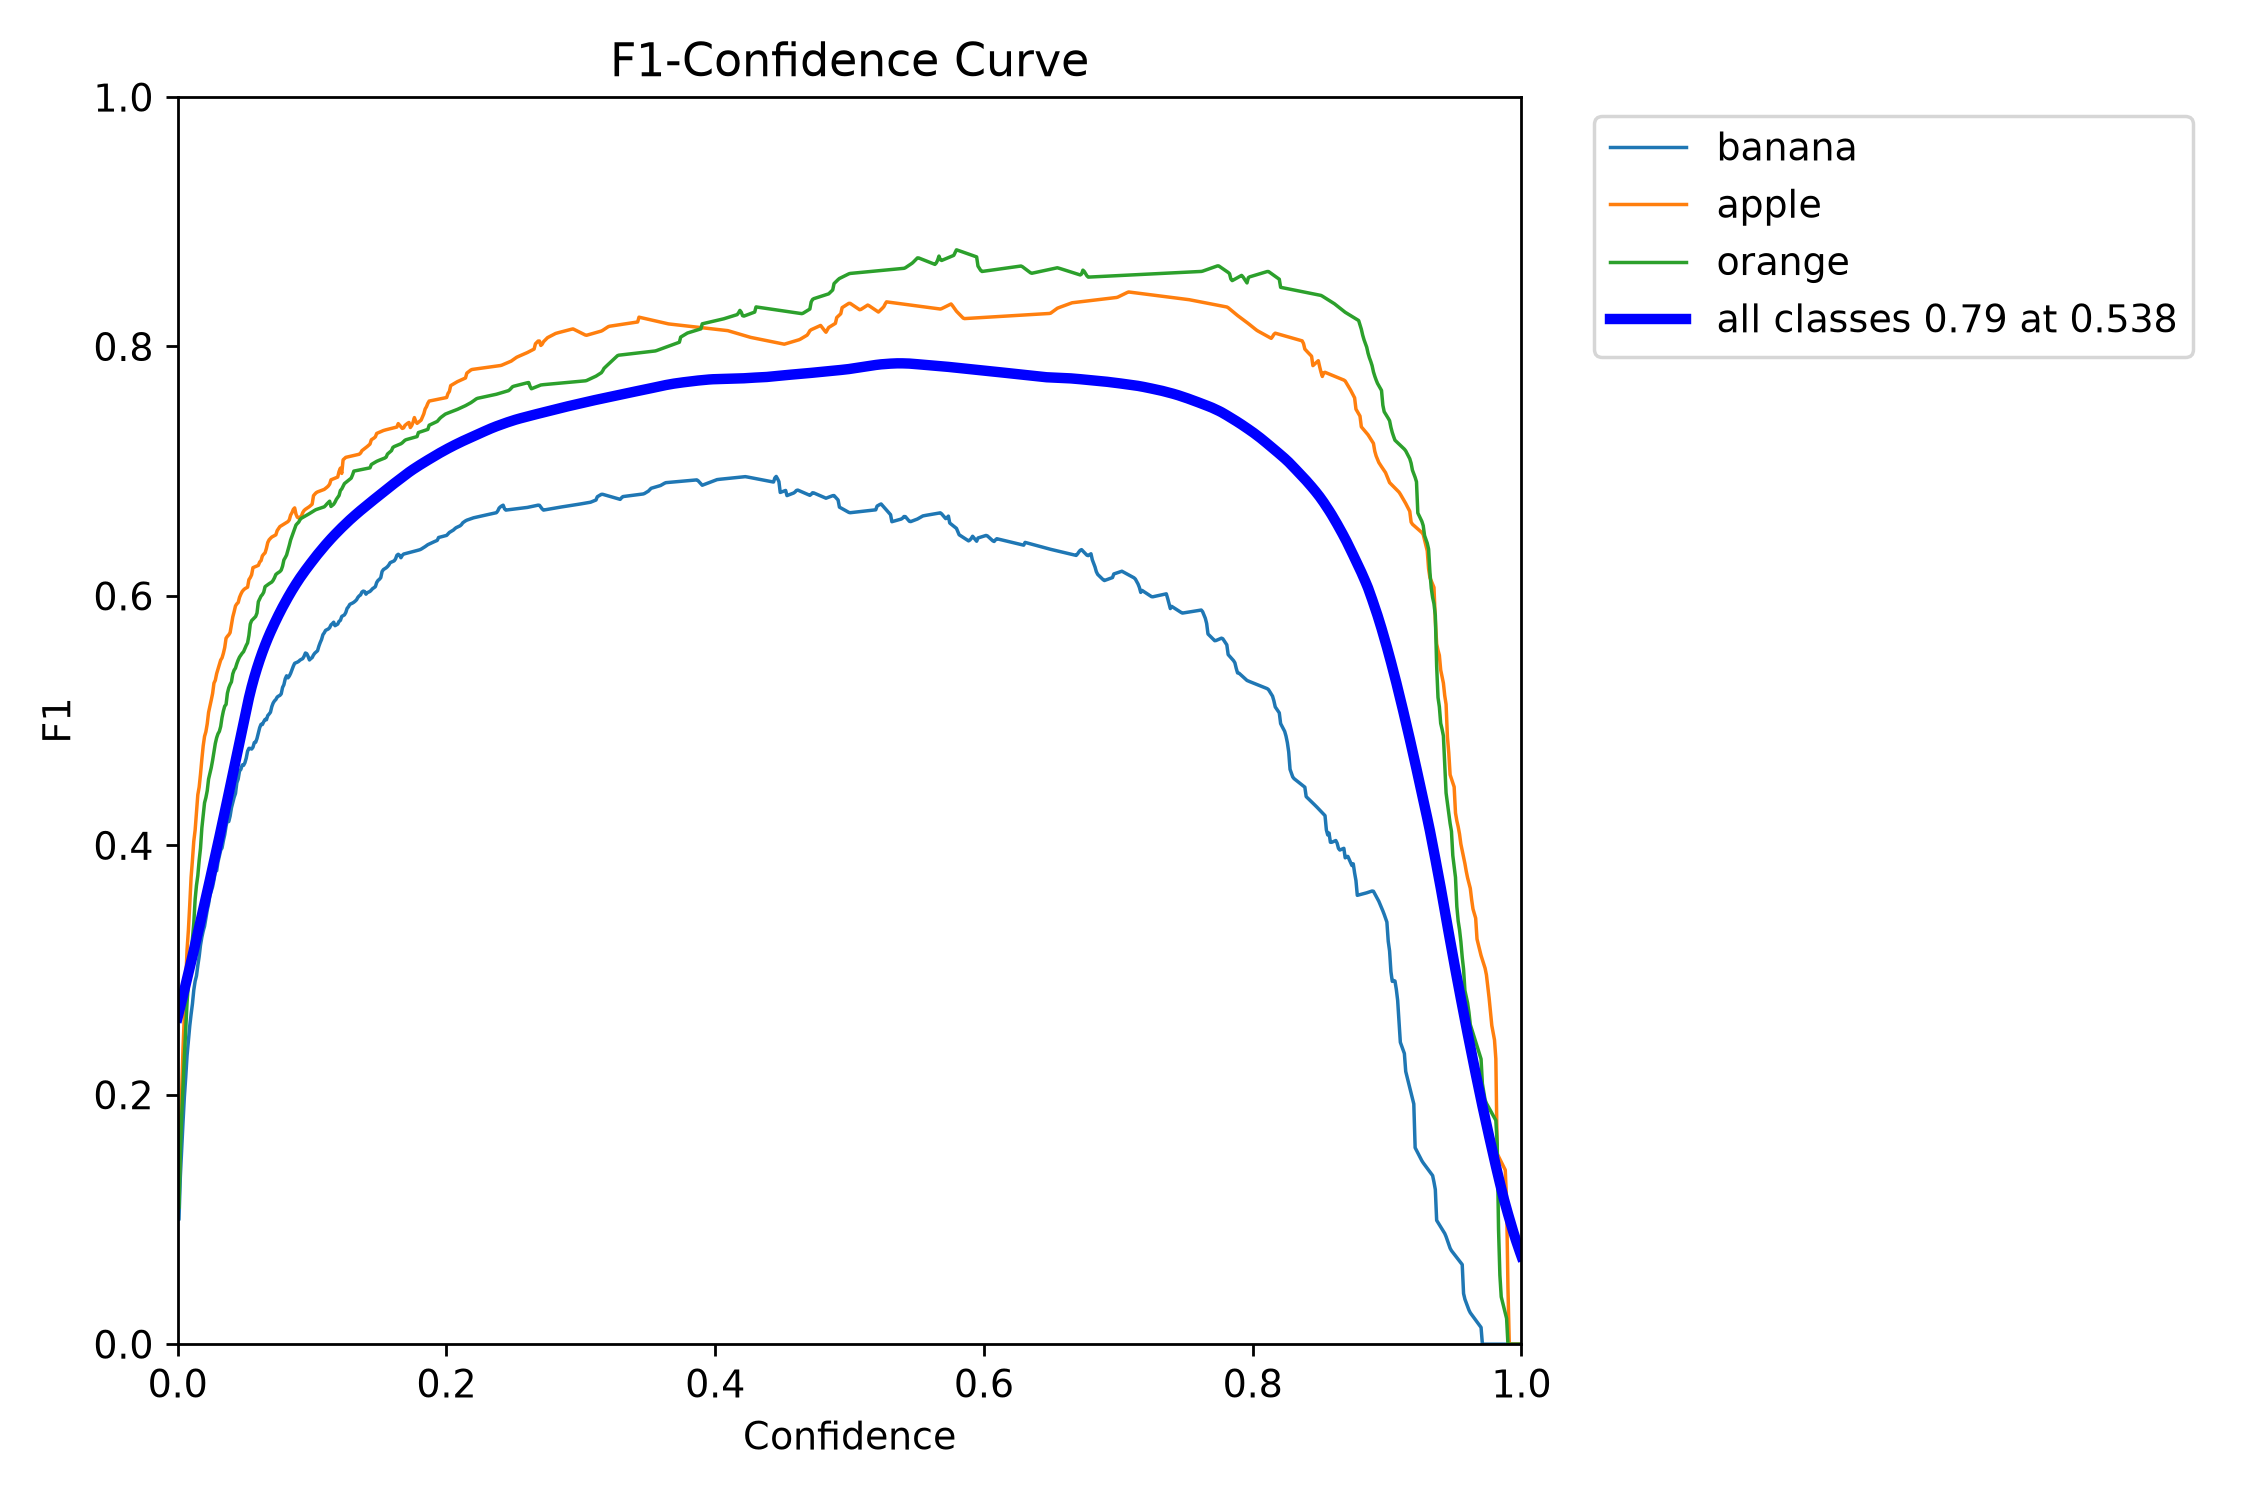 F1-Confidence Curve
1.0
0.8
0.6
0.4
0.2
0.0
F1
0.0 0.2 0.4 0.6 0.8 1.0
Confidence
banana
apple
orange
all classes 0.79 at 0.538